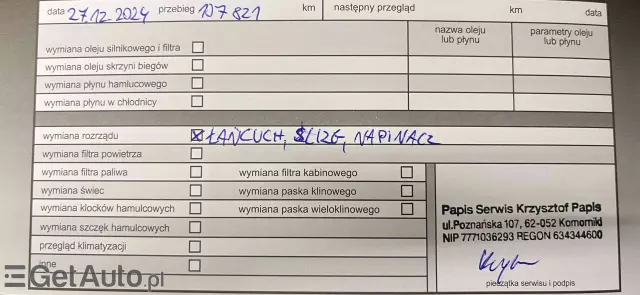 data 27.12.2024 przebieg 107821 km następny przegląd km data
nazwa oleju lub płynu
parametry oleju lub płynu
wymiana oleju silnikowego i filtra
wymiana oleju skrzyni biegów
wymiana płynu hamulcowego
wymiana płynu w chłodnicy
wymiana rozrządu ☒ ŁAŃCUCH, ŚLIZG, NAPINACZ
wymiana filtra powietrza
wymiana filtra paliwa wymiana filtra kabinowego
wymiana świec wymiana paska klinowego
wymiana klocków hamulcowych wymiana paska wieloklinowego
wymiana szczęk hamulcowych
przegląd klimatyzacji
inne
Papis Serwis Krzysztof Papis
ul.Poznańska 107, 62-052 Komorniki
NIP 7771036293 REGON 634344600
pieczątka serwisu i podpis
GetAuto.pl